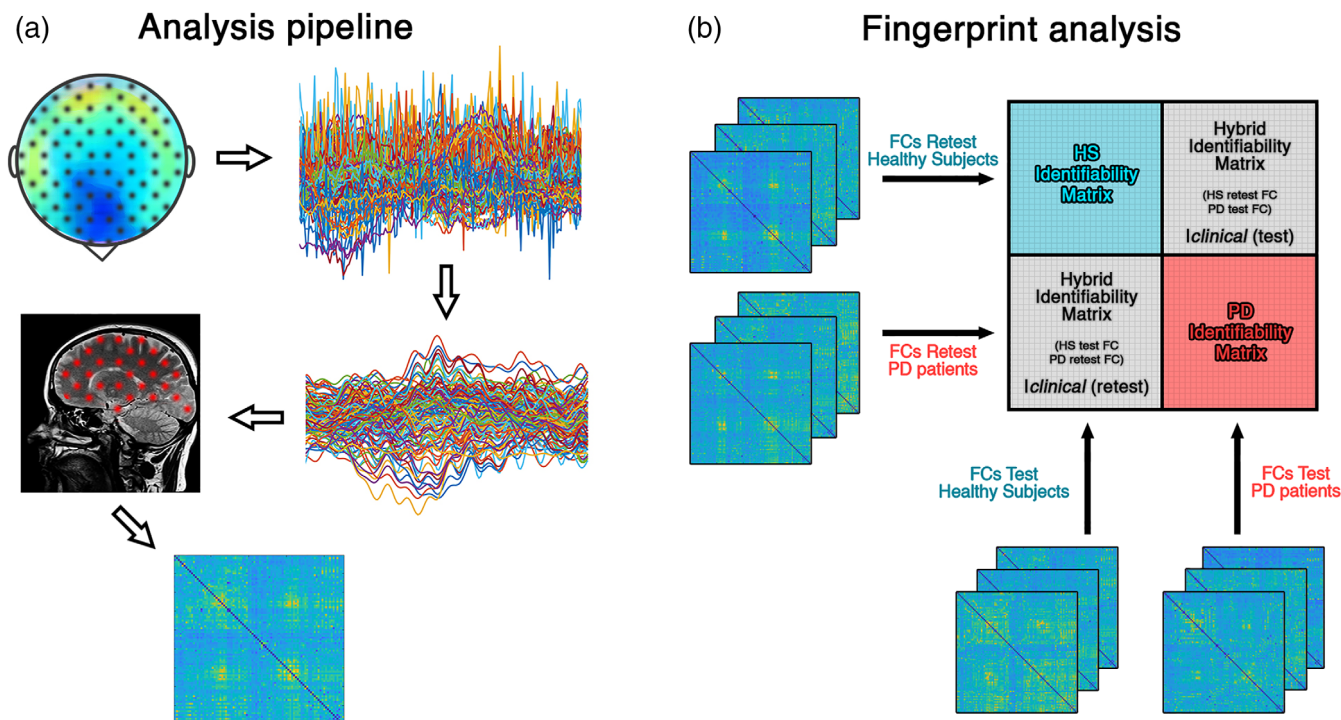 (a)
Analysis pipeline
(b)
Fingerprint analysis
FCs Retest
Healthy Subjects
HS
Identifiability
Matrix
Hybrid
Identifiability
Matrix
(HS retest FC
PD test FC)
Iclinical (test)
FCs Retest
PD patients
Hybrid
Identifiability
Matrix
(HS test FC
PD retest FC)
Iclinical (retest)
PD
Identifiability
Matrix
FCs Test
Healthy Subjects
FCs Test
PD patients